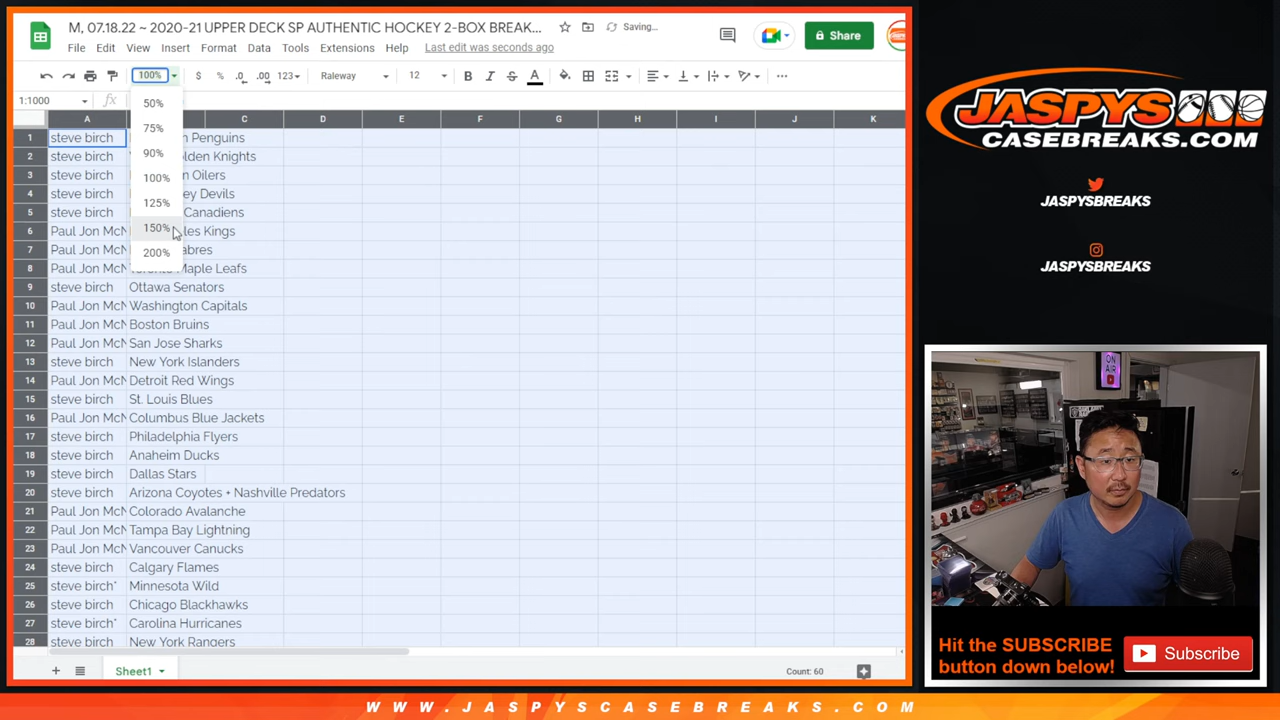 M, 07.18.22 ~ 2020-21 UPPER DECK SP AUTHENTIC HOCKEY 2-BOX BREAK... Saving...
File Edit View Insert Format Data Tools Extensions Help Last edit was seconds ago
Share
100% $ % .0 .00 123 Raleway 12 B I S A
1:1000 fx
50%
75%
90%
100%
125%
150%
200%
A C D E F G H I J K
1 steve birch Penguins
2 steve birch olden Knights
3 steve birch n Oilers
4 steve birch ey Devils
5 steve birch Canadiens
6 Paul Jon McN les Kings
7 Paul Jon McN abres
8 Paul Jon McN Toronto Maple Leafs
9 steve birch Ottawa Senators
10 Paul Jon McN Washington Capitals
11 Paul Jon McN Boston Bruins
12 Paul Jon McN San Jose Sharks
13 steve birch New York Islanders
14 Paul Jon McN Detroit Red Wings
15 steve birch St. Louis Blues
16 Paul Jon McN Columbus Blue Jackets
17 steve birch Philadelphia Flyers
18 steve birch Anaheim Ducks
19 steve birch Dallas Stars
20 steve birch Arizona Coyotes + Nashville Predators
21 Paul Jon McN Colorado Avalanche
22 Paul Jon McN Tampa Bay Lightning
23 Paul Jon McN Vancouver Canucks
24 steve birch Calgary Flames
25 steve birch* Minnesota Wild
26 steve birch Chicago Blackhawks
27 steve birch* Carolina Hurricanes
28 steve birch New York Rangers
Sheet1
Count: 60
JASPYS
CASEBREAKS.COM
JASPYSBREAKS
JASPYSBREAKS
ON
AIR
Hit the SUBSCRIBE
button down below!
Subscribe
WWW.JASPYSCASEBREAKS.COM